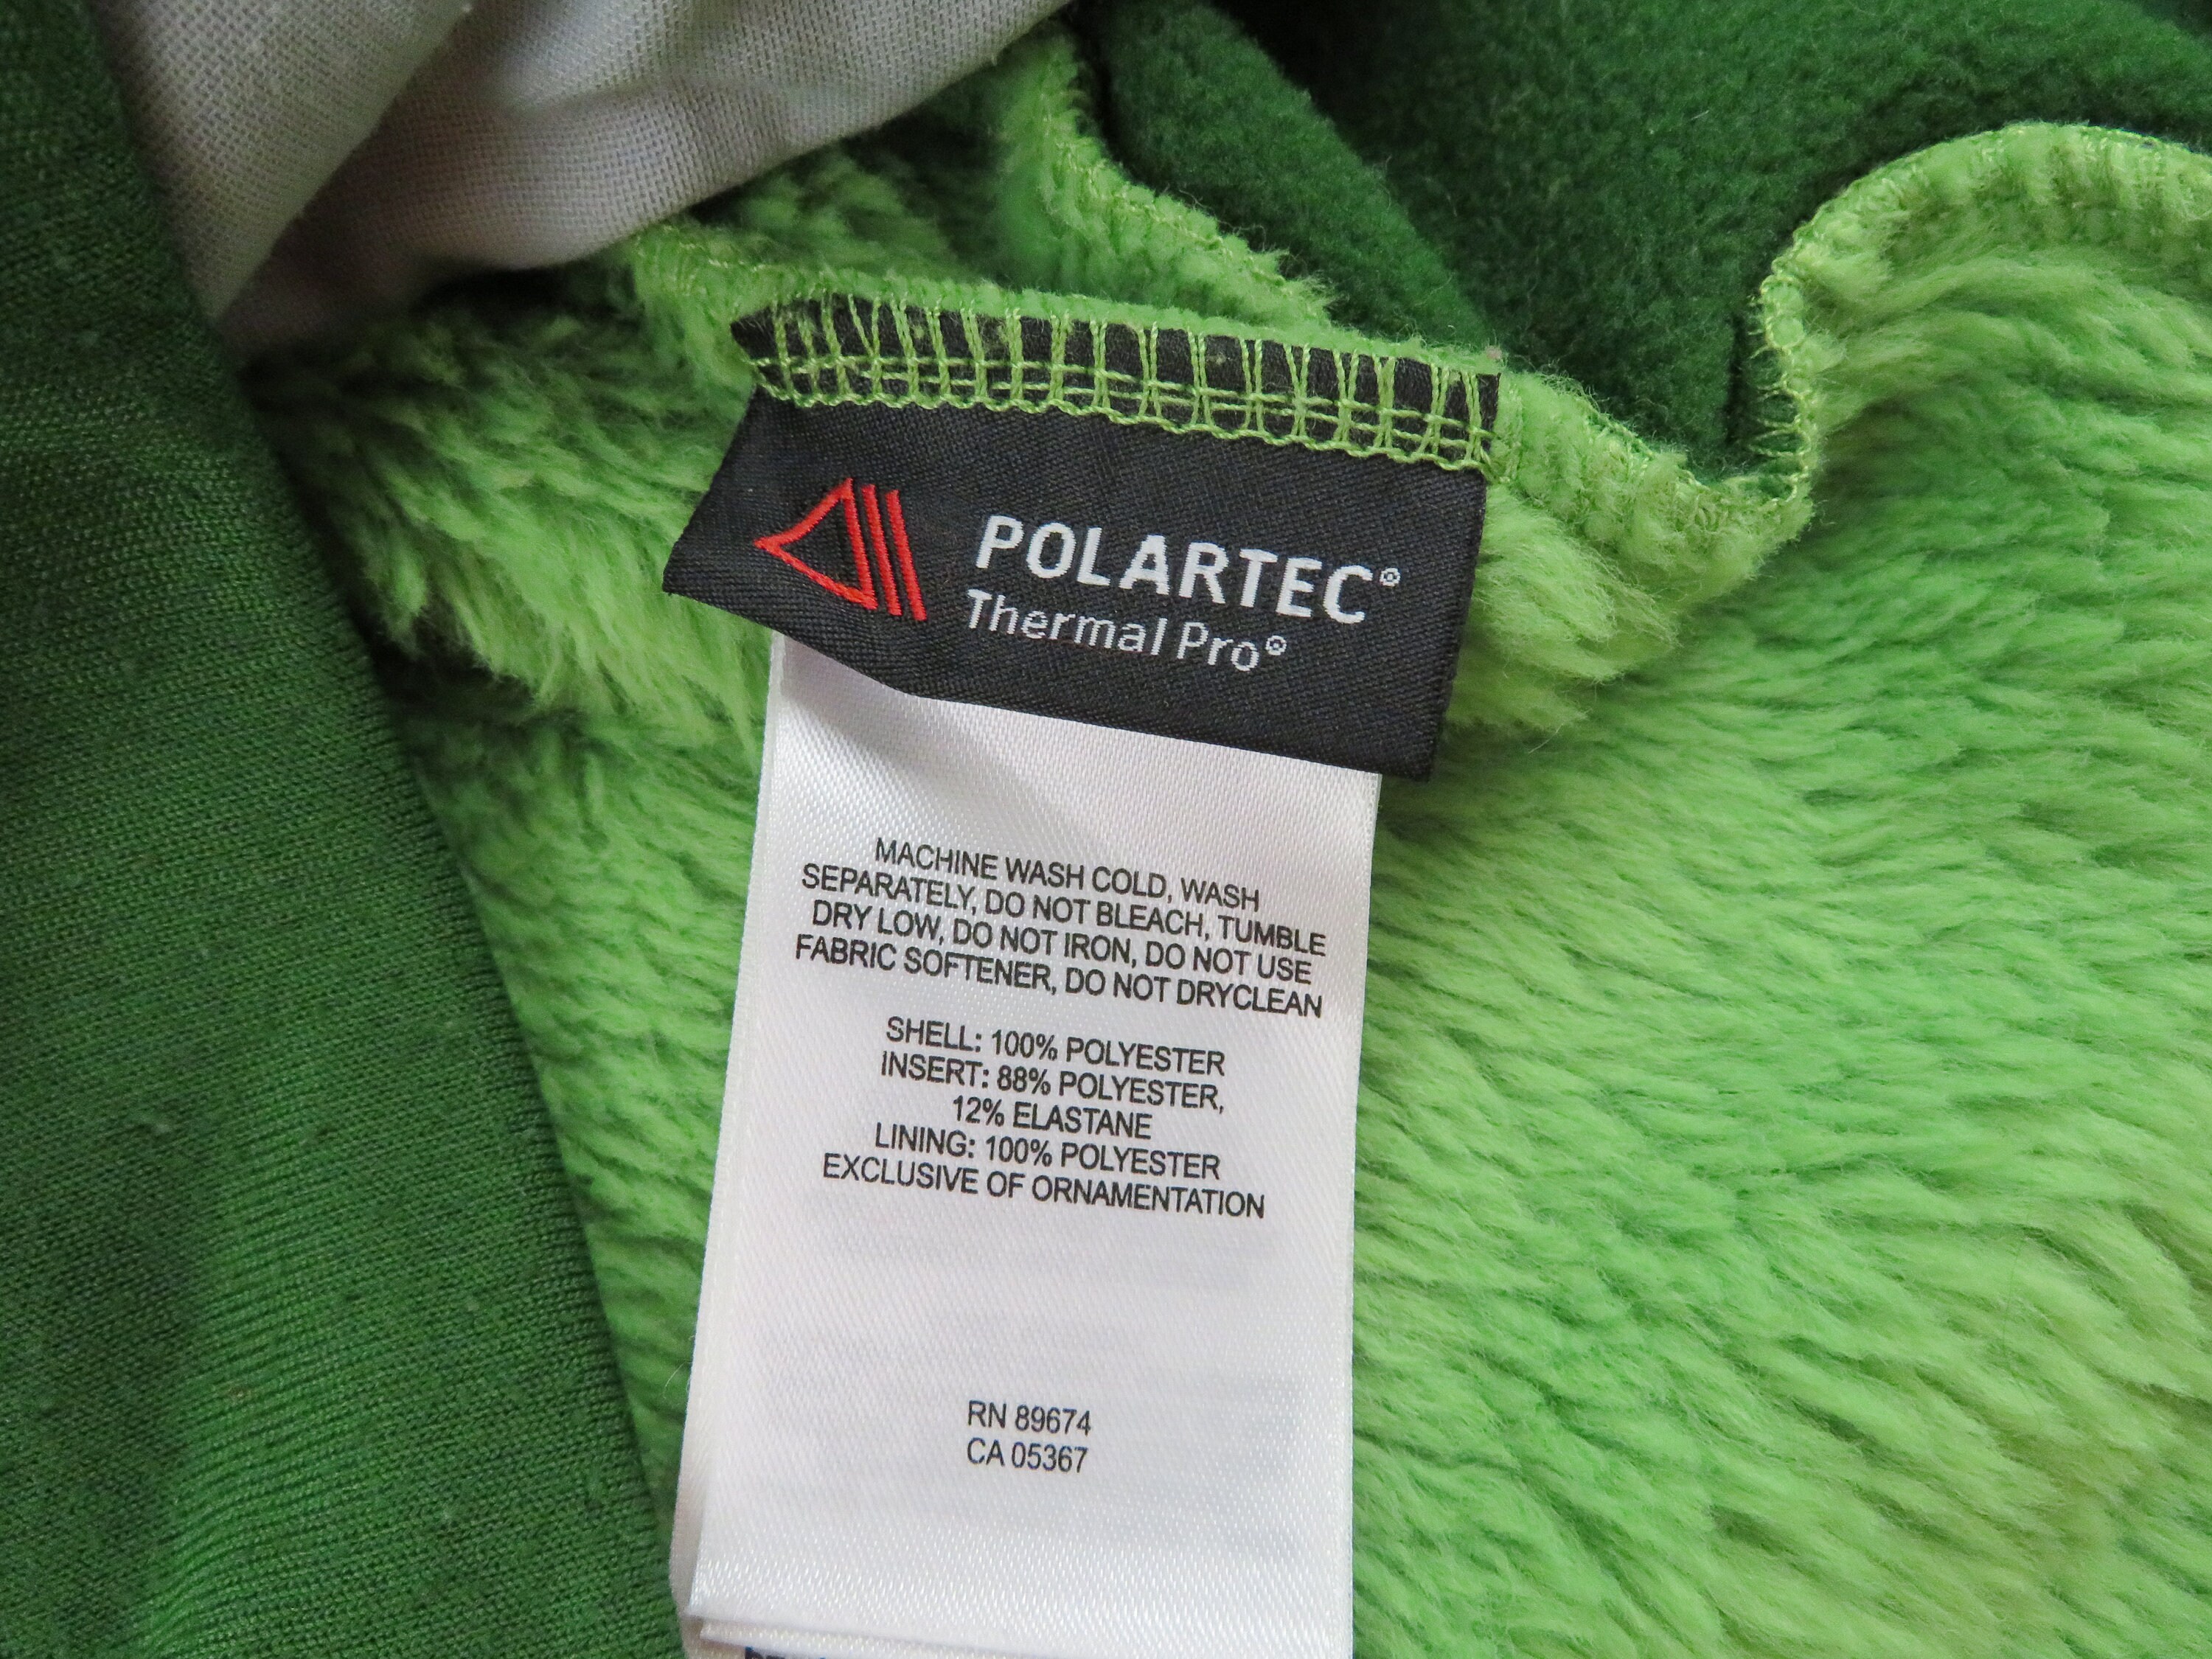 POLARTEC®
Thermal Pro®
MACHINE WASH COLD, WASH
SEPARATELY, DO NOT BLEACH, TUMBLE
DRY LOW, DO NOT IRON, DO NOT USE
FABRIC SOFTENER, DO NOT DRYCLEAN
SHELL: 100% POLYESTER
INSERT: 88% POLYESTER,
12% ELASTANE
LINING: 100% POLYESTER
EXCLUSIVE OF ORNAMENTATION
RN 89674
CA 05367